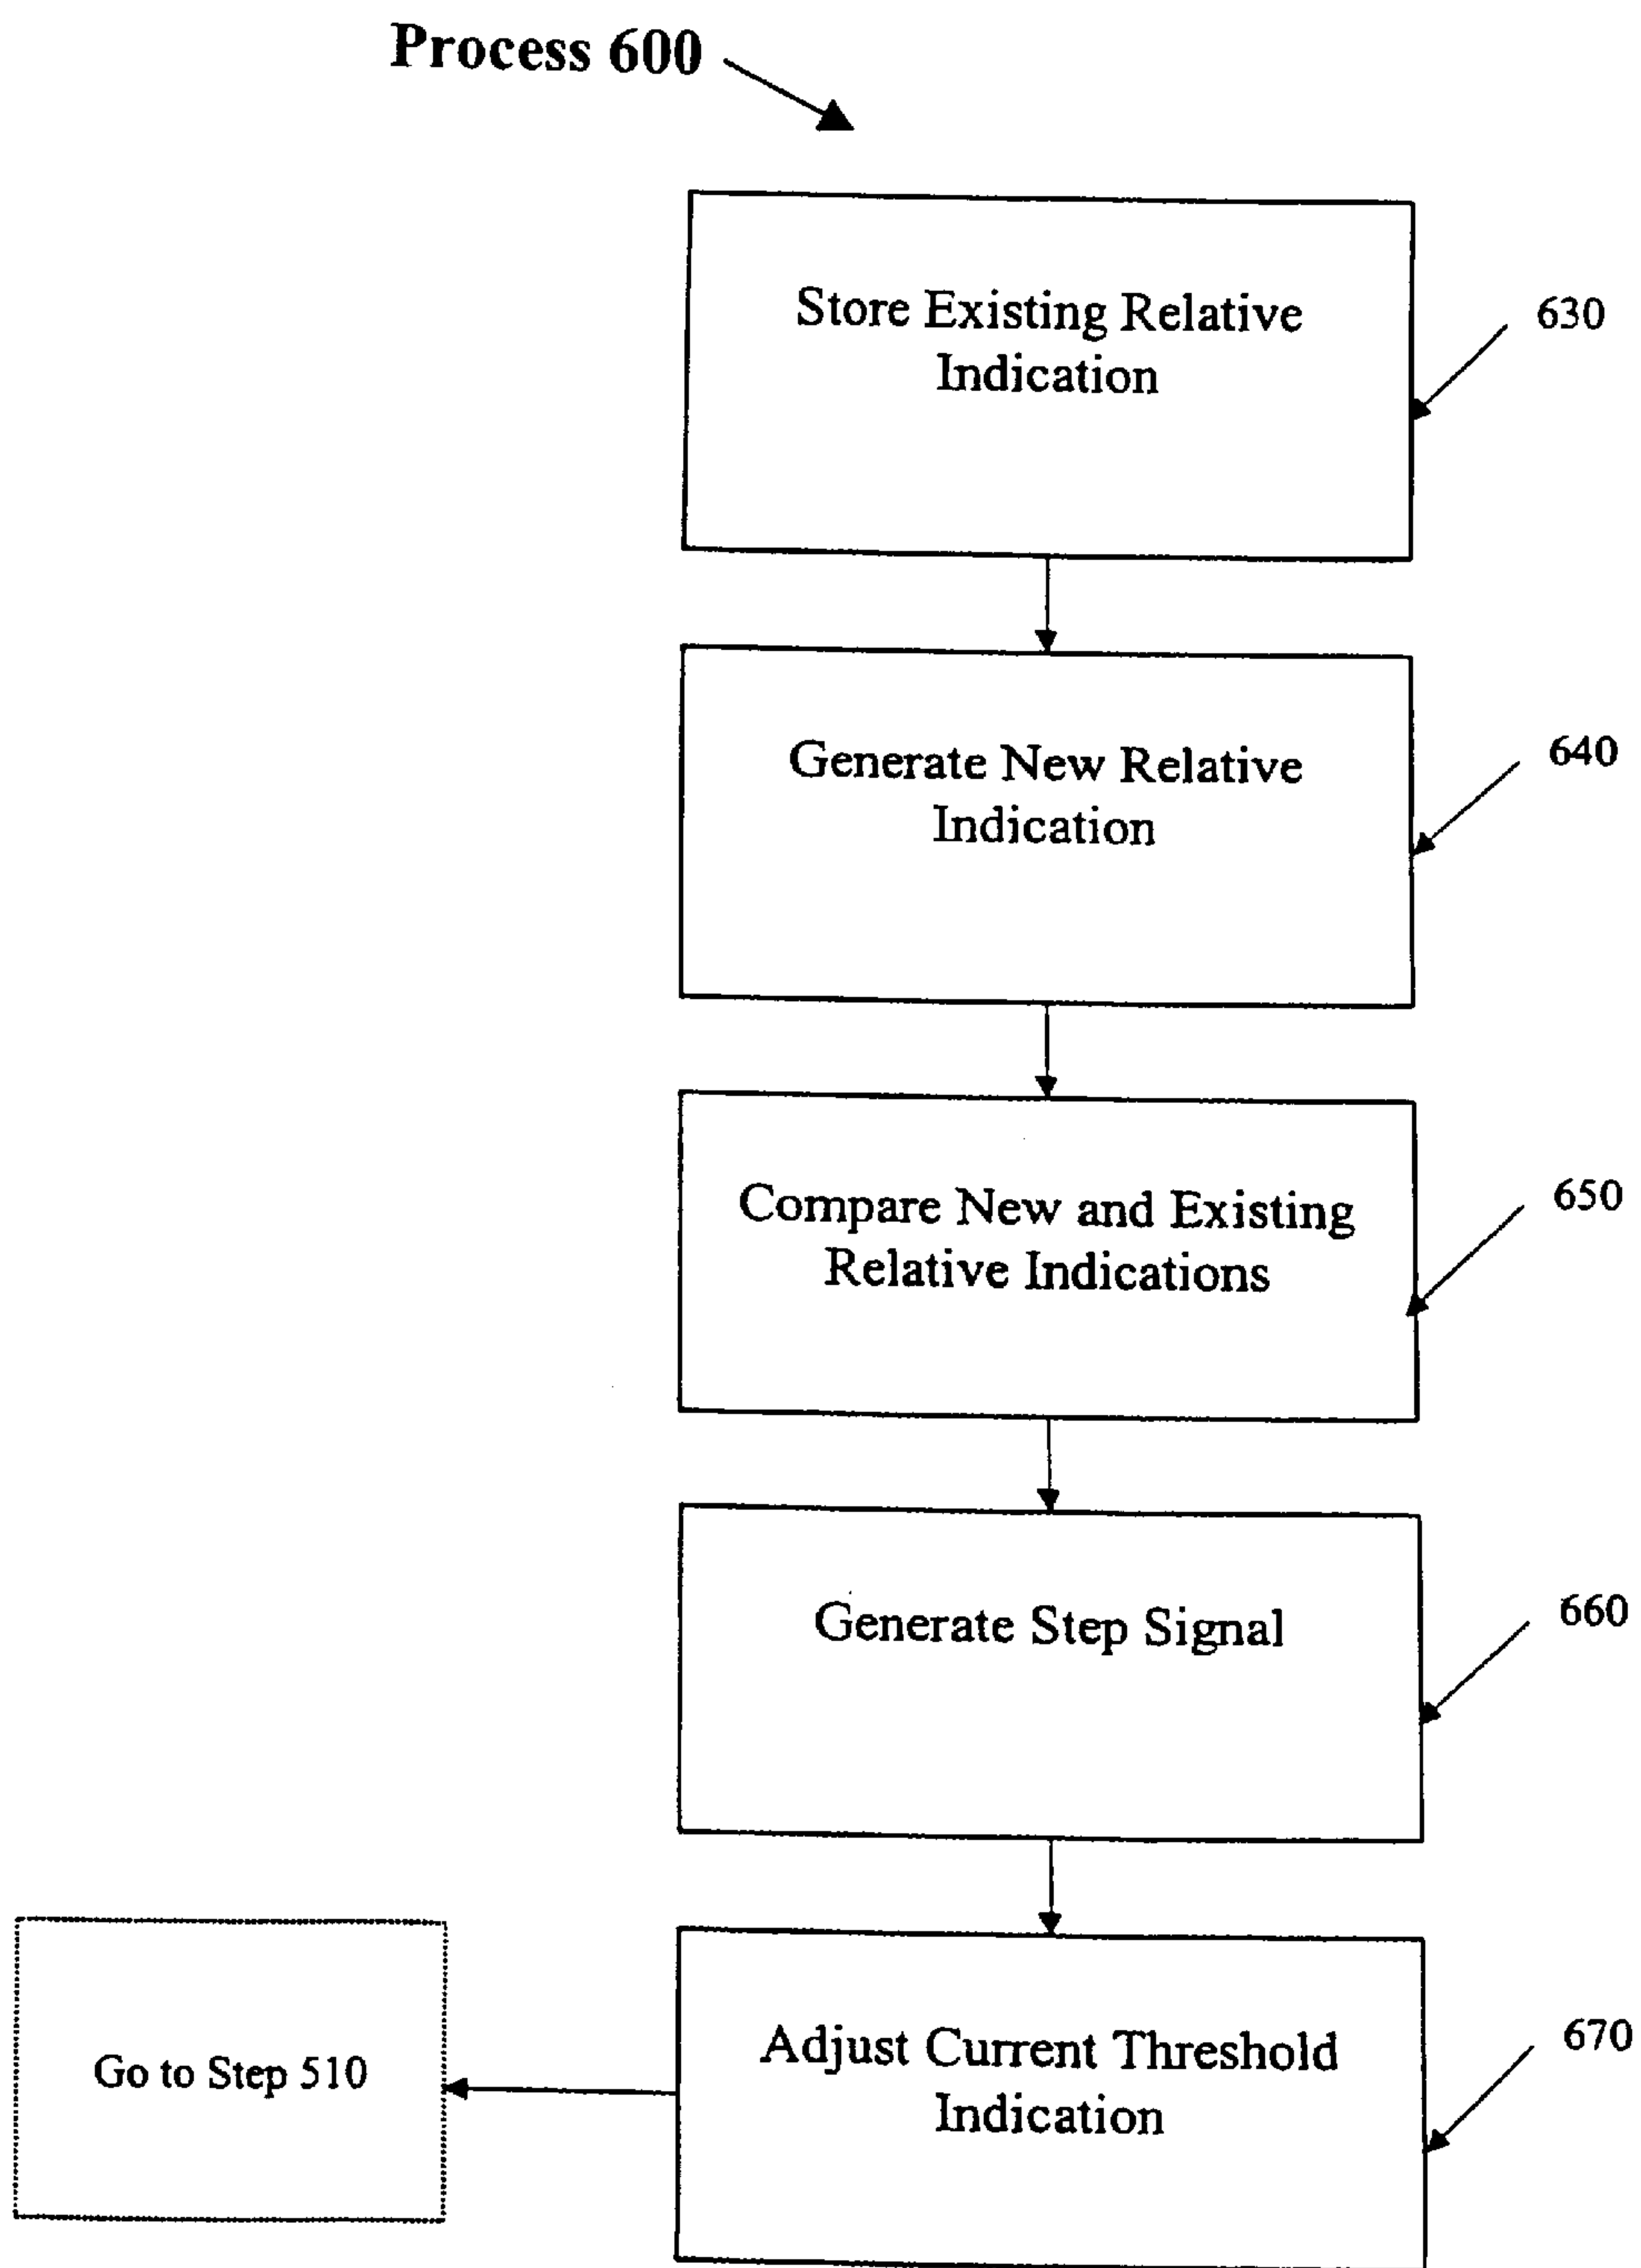 Process 600
Store Existing Relative
Indication
630
Generate New Relative
Indication
640
Compare New and Existing
Relative Indications
650
Generate Step Signal
660
Adjust Current Threshold
Indication
670
Go to Step 510